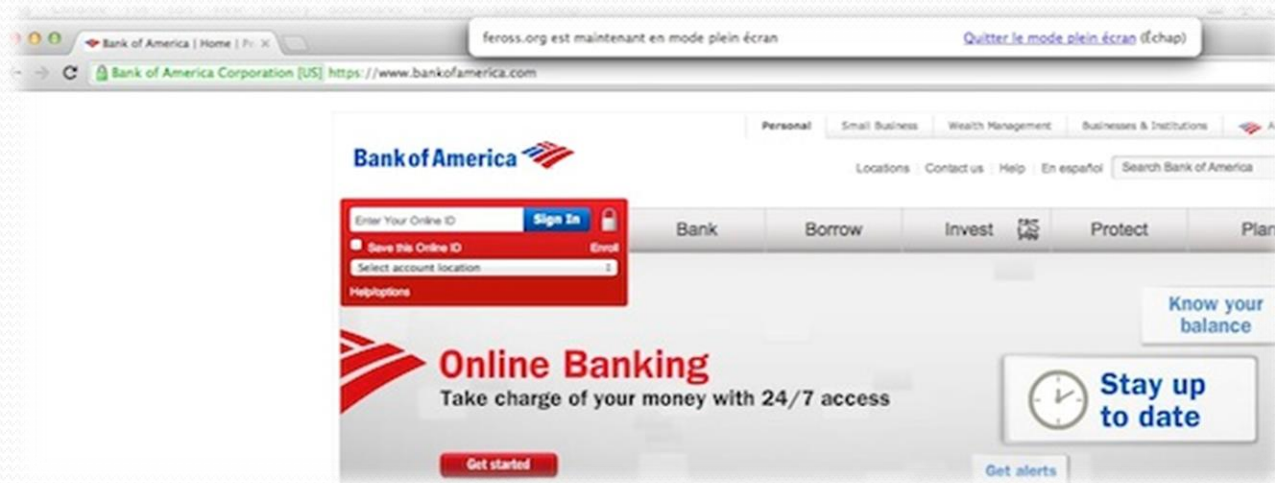 Bank of America | Home | Pe
feross.org est maintenant en mode plein écran
Quitter le mode plein écran (Échap)
Bank of America Corporation [US] https://www.bankofamerica.com
Personal Small Business Wealth Management Businesses & Institutions
Bank of America
Locations Contact us Help En español Search Bank of America
Enter Your Online ID Sign In
Bank Borrow Invest Protect Plan
Save this Online ID Enroll
Select account location
Help/options
Know your
balance
Online Banking
Take charge of your money with 24/7 access
Stay up
to date
Get started
Get alerts